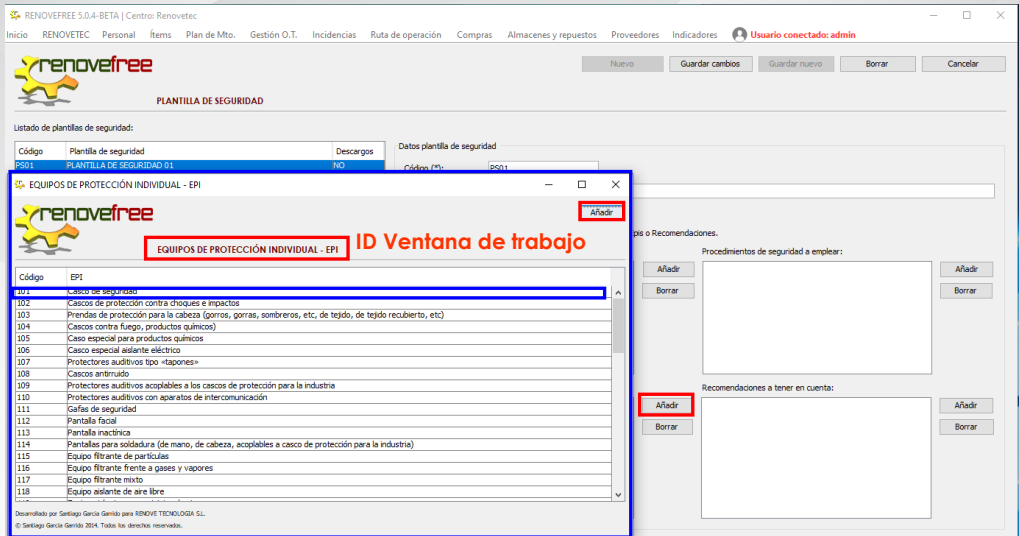 RENOVEFREE 5.0.4-BETA | Centro: Renovetec
Inicio RENOVETEC Personal Ítems Plan de Mto. Gestión O.T. Incidencias Ruta de operación Compras Almacenes y repuestos Proveedores Indicadores Usuario conectado: admin
renovefree
Nuevo Guardar cambios Guardar nuevo Borrar Cancelar
PLANTILLA DE SEGURIDAD
Listado de plantillas de seguridad:
Código Plantilla de seguridad Descargos
PS01 PLANTILLA DE SEGURIDAD 01 NO
Datos plantilla de seguridad
Código (*): PS01
EQUIPOS DE PROTECCIÓN INDIVIDUAL - EPI
renovefree
Añadir
EQUIPOS DE PROTECCIÓN INDIVIDUAL - EPI
ID Ventana de trabajo
Código EPI
101 Casco de seguridad
102 Cascos de protección contra choques e impactos
103 Prendas de protección para la cabeza (gorros, gorras, sombreros, etc, de tejido, de tejido recubierto, etc)
104 Cascos contra fuego, productos químicos)
105 Caso especial para productos químicos
106 Casco especial aislante eléctrico
107 Protectores auditivos tipo «tapones»
108 Cascos antirruido
109 Protectores auditivos acoplables a los cascos de protección para la industria
110 Protectores auditivos con aparatos de intercomunicación
111 Gafas de seguridad
112 Pantalla facial
113 Pantalla inactínica
114 Pantallas para soldadura (de mano, de cabeza, acoplables a casco de protección para la industria)
115 Equipo filtrante de partículas
116 Equipo filtrante frente a gases y vapores
117 Equipo filtrante mixto
118 Equipo aislante de aire libre
Desarrollado por Santiago García Garrido para RENOVE TECNOLOGIA S.L.
© Santiago García Garrido 2014. Todos los derechos reservados.
pis o Recomendaciones.
Procedimientos de seguridad a emplear:
Añadir Añadir
Borrar Borrar
Recomendaciones a tener en cuenta:
Añadir Añadir
Borrar Borrar